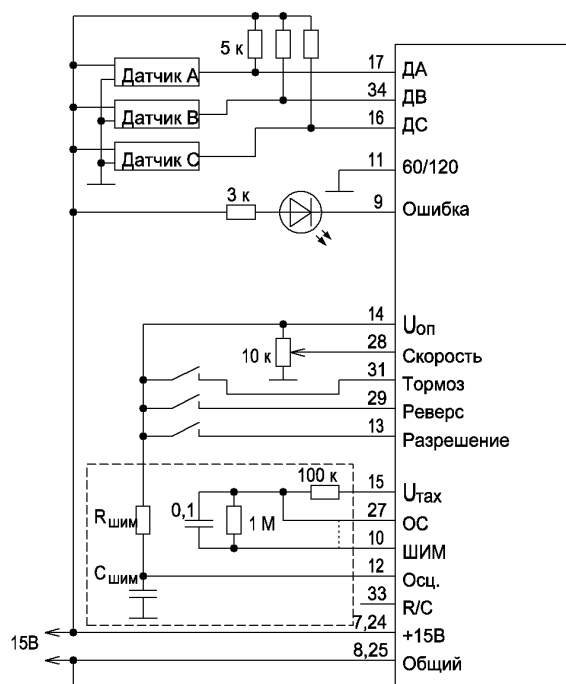 5 к
17
ДА
Датчик А
34
ДВ
Датчик В
16
ДС
Датчик С
11
60/120
3 к
9
Ошибка
14
Uоп
10 к
28
Скорость
31
Тормоз
29
Реверс
13
Разрешение
100 к
15
Uтах
Rшим
0,1
1 М
27
ОС
10
ШИМ
Сшим
12
Осц.
33
R/C
7,24
15В
+15В
8,25
Общий